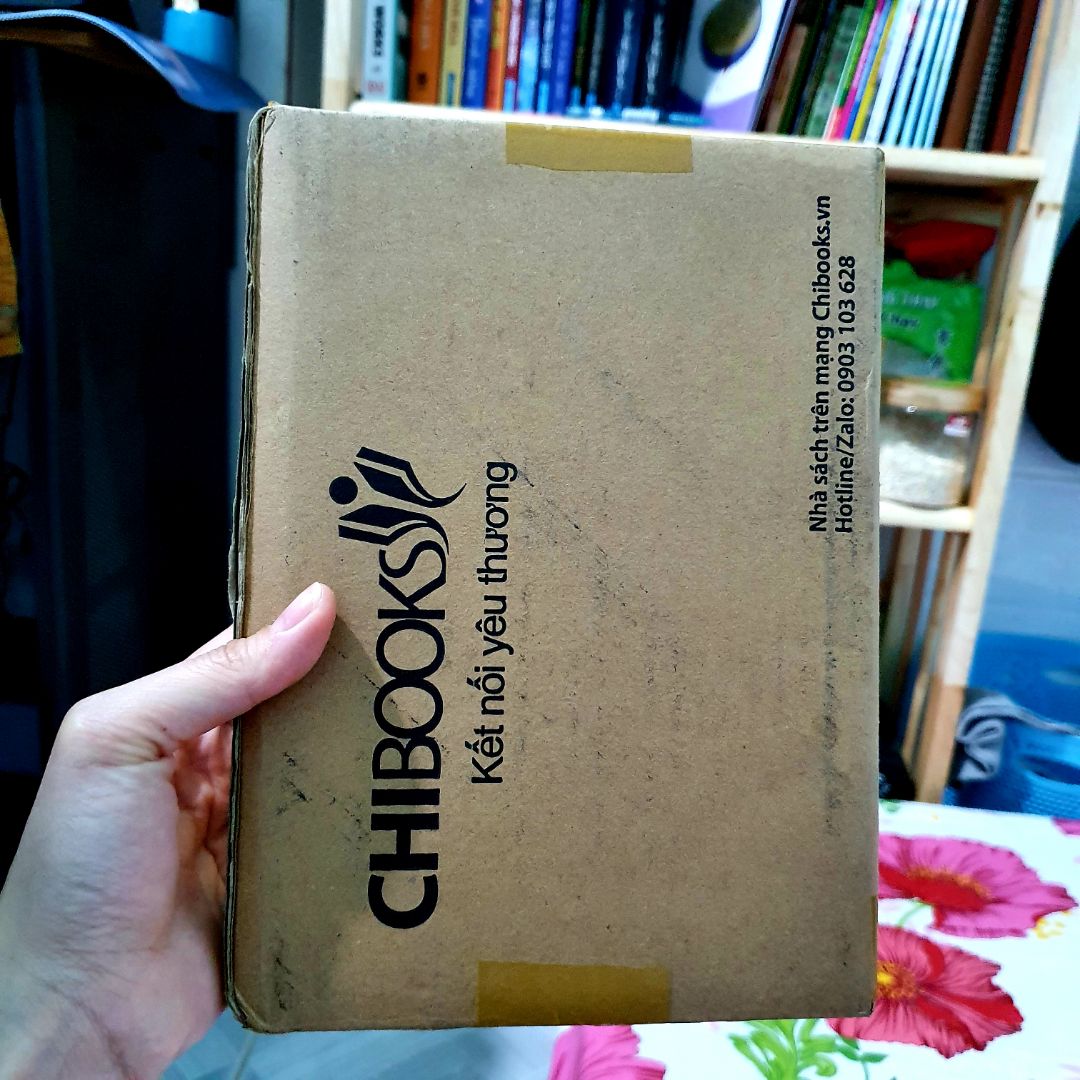 CHIBOOKS
Kết nối yêu thương
Nhà sách trên mạng Chibooks.vn
Hotline/Zalo: 0903 103 628